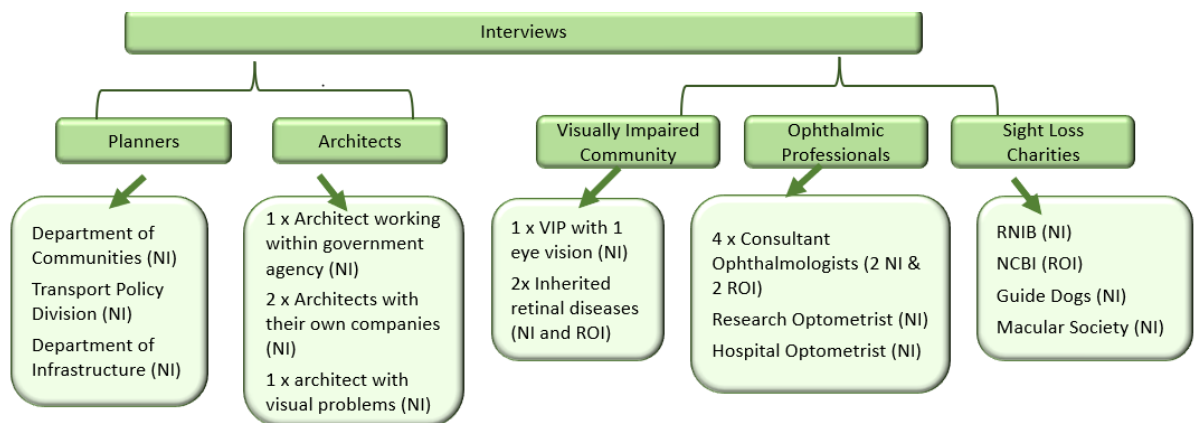 Interviews
Planners
Architects
Visually Impaired
Community
Ophthalmic
Professionals
Sight Loss
Charities
Department of
Communities (NI)
Transport Policy
Division (NI)
Department of
Infrastructure (NI)
1 x Architect working
within government
agency (NI)
2 x Architects with
their own companies
(NI)
1 x architect with
visual problems (NI)
1 x VIP with 1
eye vision (NI)
2x Inherited
retinal diseases
(NI and ROI)
4 x Consultant
Ophthalmologists (2 NI &
2 ROI)
Research Optometrist (NI)
Hospital Optometrist (NI)
RNIB (NI)
NCBI (ROI)
Guide Dogs (NI)
Macular Society (NI)